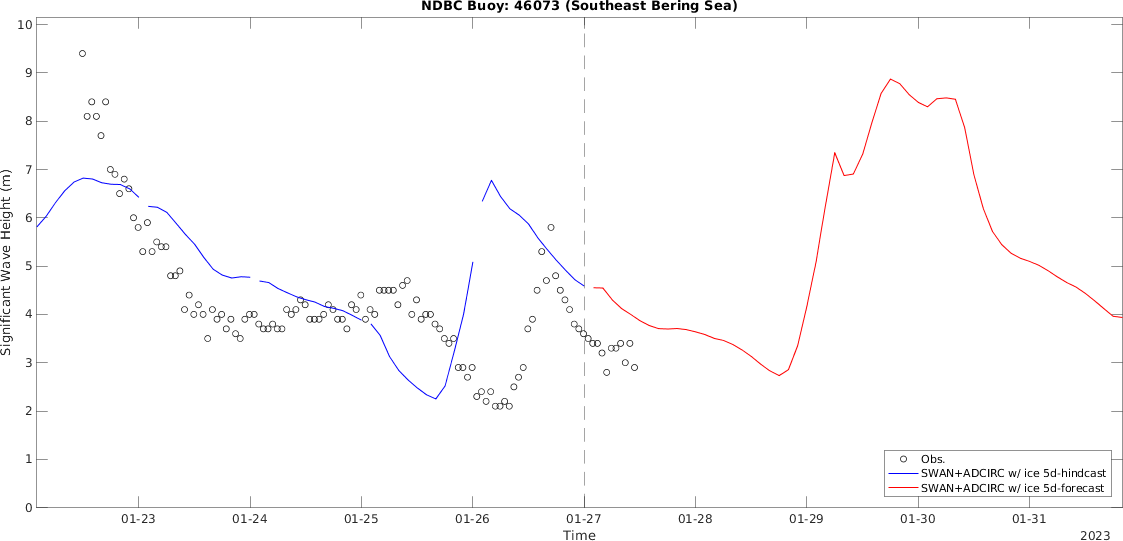 NDBC Buoy: 46073 (Southeast Bering Sea)
10
9
8
7
6
5
4
3
2
1
0
Significant Wave Height (m)
Obs.
SWAN+ADCIRC w/ ice 5d-hindcast
SWAN+ADCIRC w/ ice 5d-forecast
01-23 01-24 01-25 01-26 01-27 01-28 01-29 01-30 01-31
Time
2023